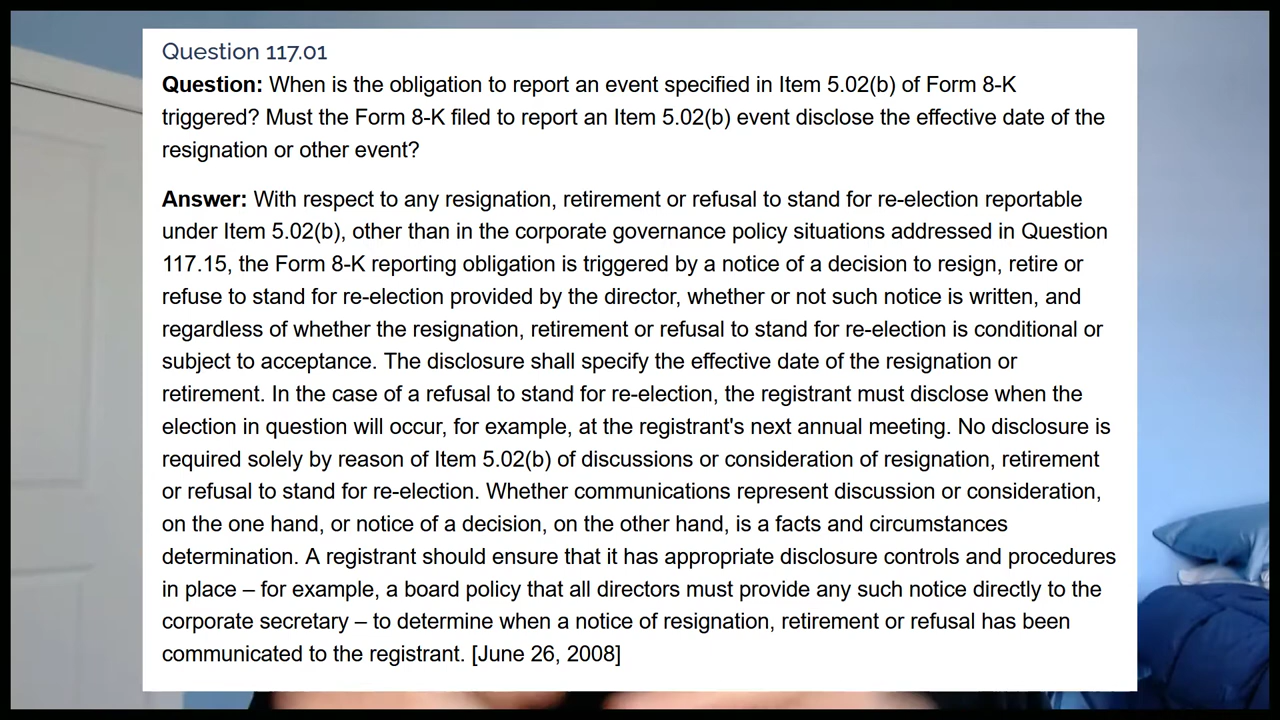 Question 117.01
Question: When is the obligation to report an event specified in Item 5.02(b) of Form 8-K
triggered? Must the Form 8-K filed to report an Item 5.02(b) event disclose the effective date of the
resignation or other event?
Answer: With respect to any resignation, retirement or refusal to stand for re-election reportable
under Item 5.02(b), other than in the corporate governance policy situations addressed in Question
117.15, the Form 8-K reporting obligation is triggered by a notice of a decision to resign, retire or
refuse to stand for re-election provided by the director, whether or not such notice is written, and
regardless of whether the resignation, retirement or refusal to stand for re-election is conditional or
subject to acceptance. The disclosure shall specify the effective date of the resignation or
retirement. In the case of a refusal to stand for re-election, the registrant must disclose when the
election in question will occur, for example, at the registrant's next annual meeting. No disclosure is
required solely by reason of Item 5.02(b) of discussions or consideration of resignation, retirement
or refusal to stand for re-election. Whether communications represent discussion or consideration,
on the one hand, or notice of a decision, on the other hand, is a facts and circumstances
determination. A registrant should ensure that it has appropriate disclosure controls and procedures
in place – for example, a board policy that all directors must provide any such notice directly to the
corporate secretary – to determine when a notice of resignation, retirement or refusal has been
communicated to the registrant. [June 26, 2008]